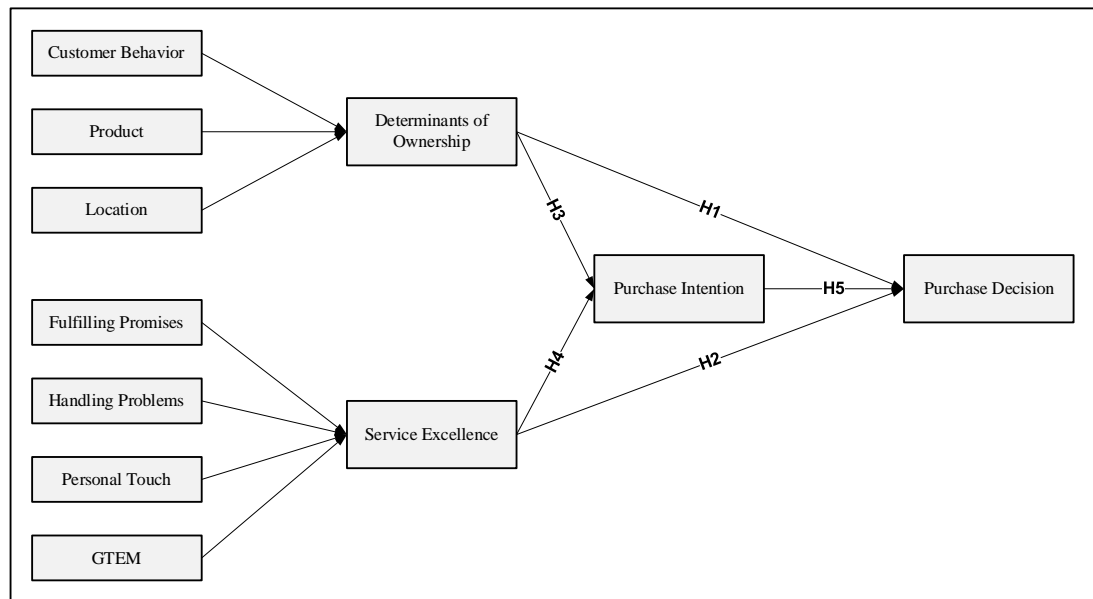 Customer Behavior
Product
Location
Determinants of
Ownership
H3
H1
Purchase Intention
H5
Purchase Decision
Fulfilling Promises
Handling Problems
Personal Touch
GTEM
Service Excellence
H4
H2